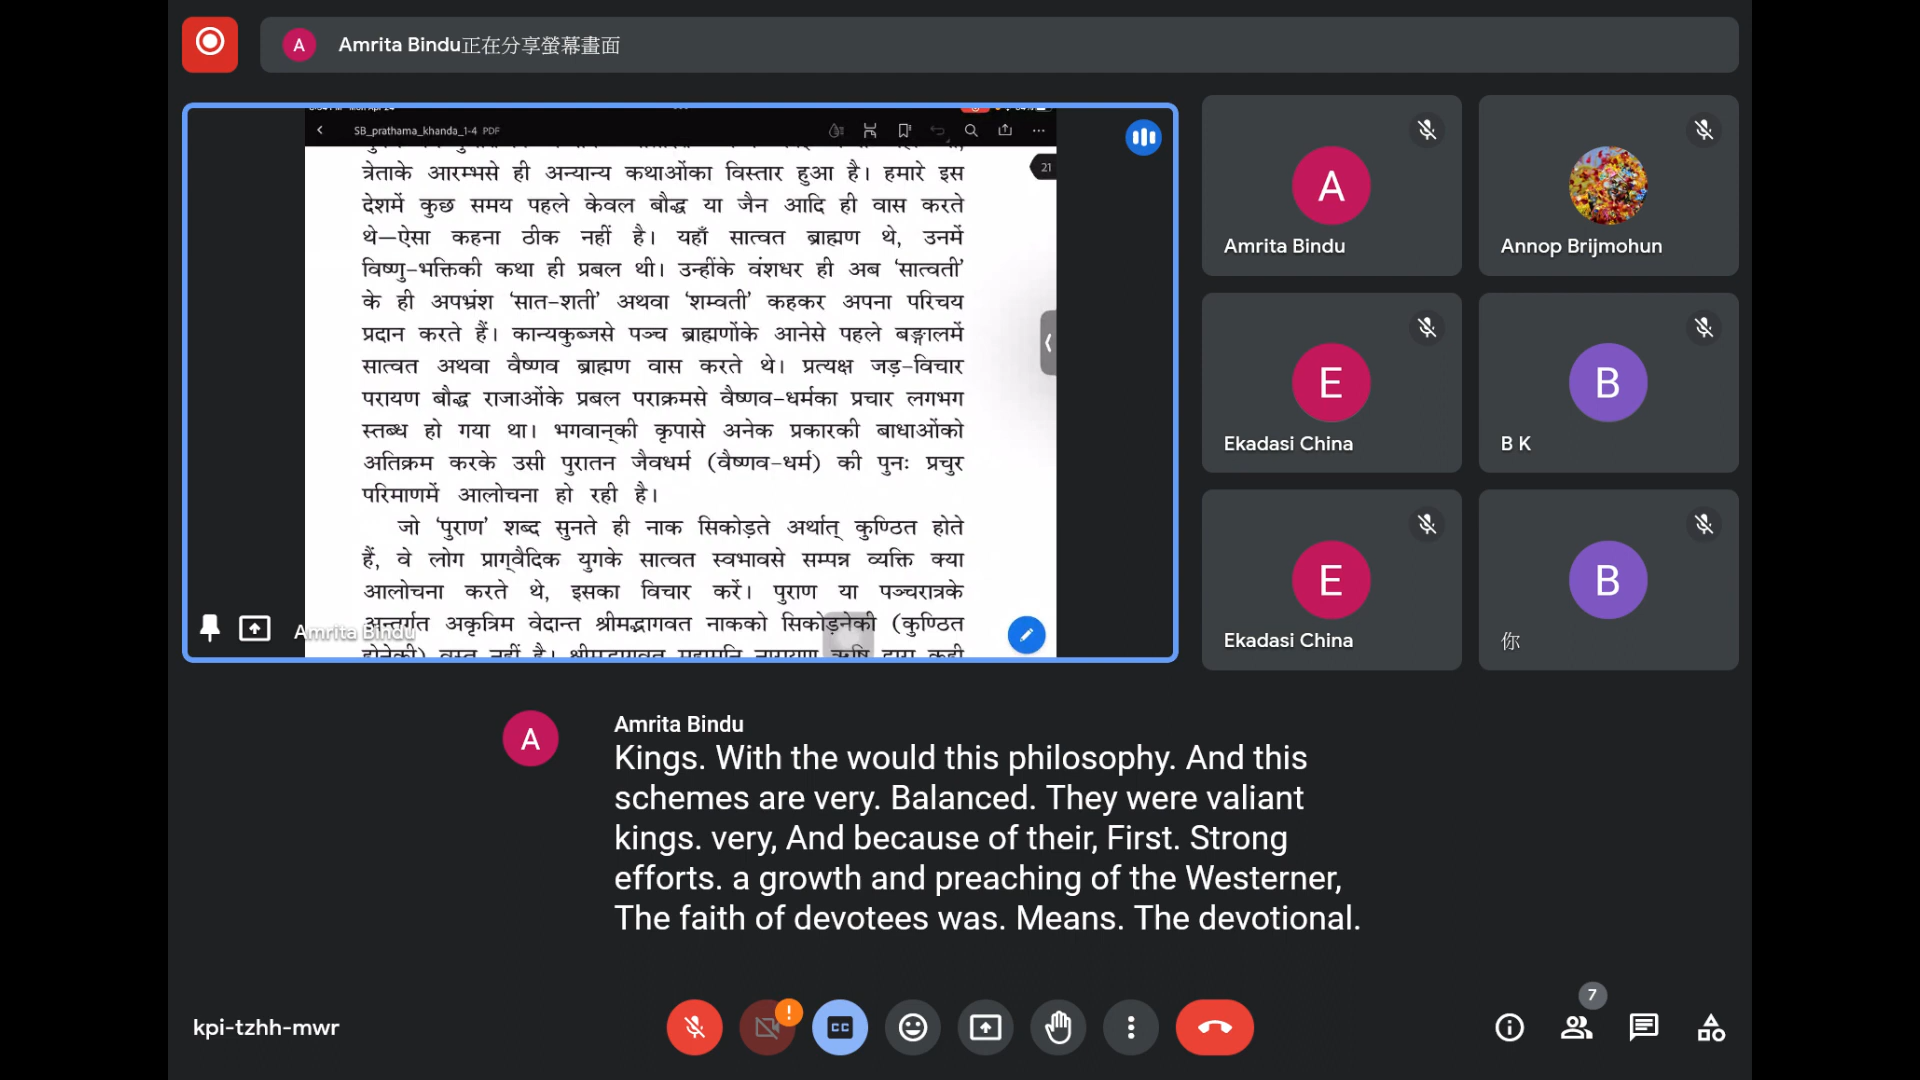 A Amrita Bindu正在分享螢幕畫面
SB_prathama_khanda_1-4 PDF
21
त्रेताके आरम्भसे ही अन्यान्य कथाओंका विस्तार हुआ है। हमारे इस
देशमें कुछ समय पहले केवल बौद्ध या जैन आदि ही वास करते
थे—ऐसा कहना ठीक नहीं है। यहाँ सात्वत ब्राह्मण थे, उनमें
विष्णु-भक्तिकी कथा ही प्रबल थी। उन्हींके वंशधर ही अब ‘सात्वती’
के ही अपभ्रंश ‘सात-शती’ अथवा ‘शम्वती’ कहकर अपना परिचय
प्रदान करते हैं। कान्यकुब्जसे पञ्च ब्राह्मणोंके आनेसे पहले बङ्गालमें
सात्वत अथवा वैष्णव ब्राह्मण वास करते थे। प्रत्यक्ष जड़-विचार
परायण बौद्ध राजाओंके प्रबल पराक्रमसे वैष्णव-धर्मका प्रचार लगभग
स्तब्ध हो गया था। भगवान्‌की कृपासे अनेक प्रकारकी बाधाओंको
अतिक्रम करके उसी पुरातन जैवधर्म (वैष्णव-धर्म) की पुनः प्रचुर
परिमाणमें आलोचना हो रही है।
जो ‘पुराण’ शब्द सुनते ही नाक सिकोड़ते अर्थात् कुण्ठित होते
हैं, वे लोग प्राग्‌वैदिक युगके सात्वत स्वभावसे सम्पन्न व्यक्ति क्या
आलोचना करते थे, इसका विचार करें। पुराण या पञ्चरात्रके
अन्तर्गत अकृत्रिम वेदान्त श्रीमद्भागवत नाकको सिकोड़नेकी (कुण्ठित
Amrita Bindu
A
Amrita Bindu
Annop Brijmohun
E
Ekadasi China
B
B K
E
Ekadasi China
B
你
A
Amrita Bindu
Kings. With the would this philosophy. And this
schemes are very. Balanced. They were valiant
kings. very, And because of their, First. Strong
efforts. a growth and preaching of the Westerner,
The faith of devotees was. Means. The devotional.
kpi-tzhh-mwr
!
CC
7